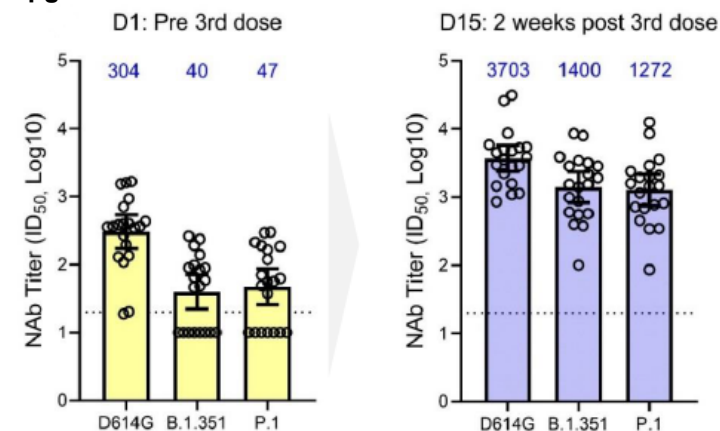 D1: Pre 3rd dose
304 40 47
NAb Titer (ID50, Log10)
5
4
3
2
1
0
D614G B.1.351 P.1
D15: 2 weeks post 3rd dose
3703 1400 1272
NAb Titer (ID50, Log10)
5
4
3
2
1
0
D614G B.1.351 P.1